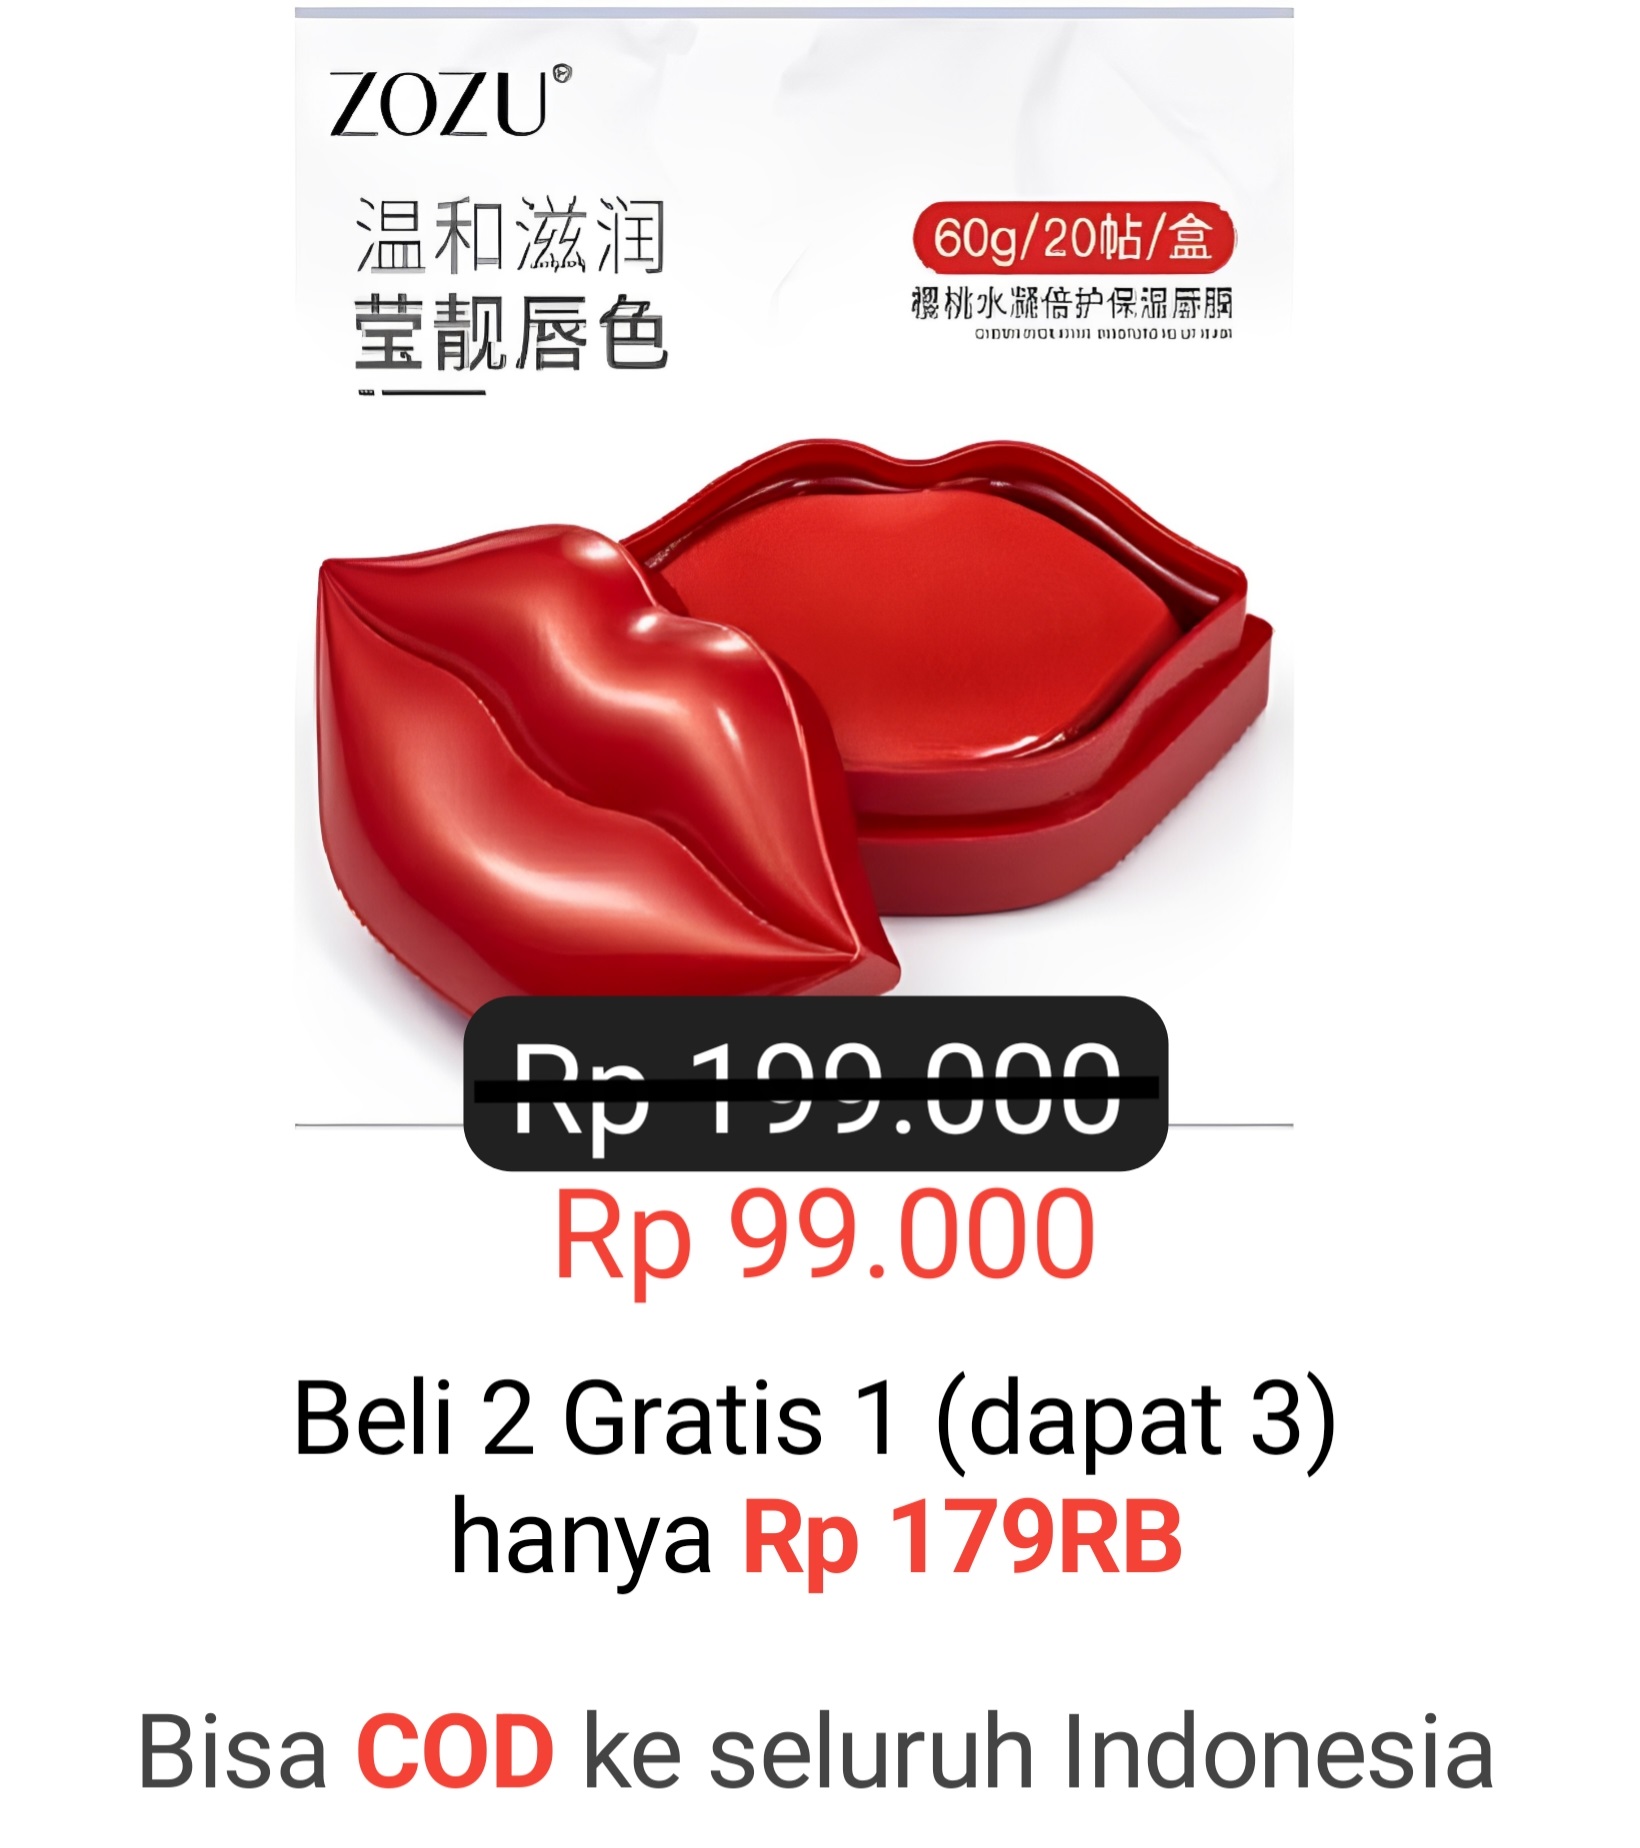 ZOZU®
温和滋润
莹靓唇色
60g/20帖/盒
樱桃水凝倍护保湿唇膜
Rp 199.000
Rp 99.000
Beli 2 Gratis 1 (dapat 3)
hanya Rp 179RB
Bisa COD ke seluruh Indonesia